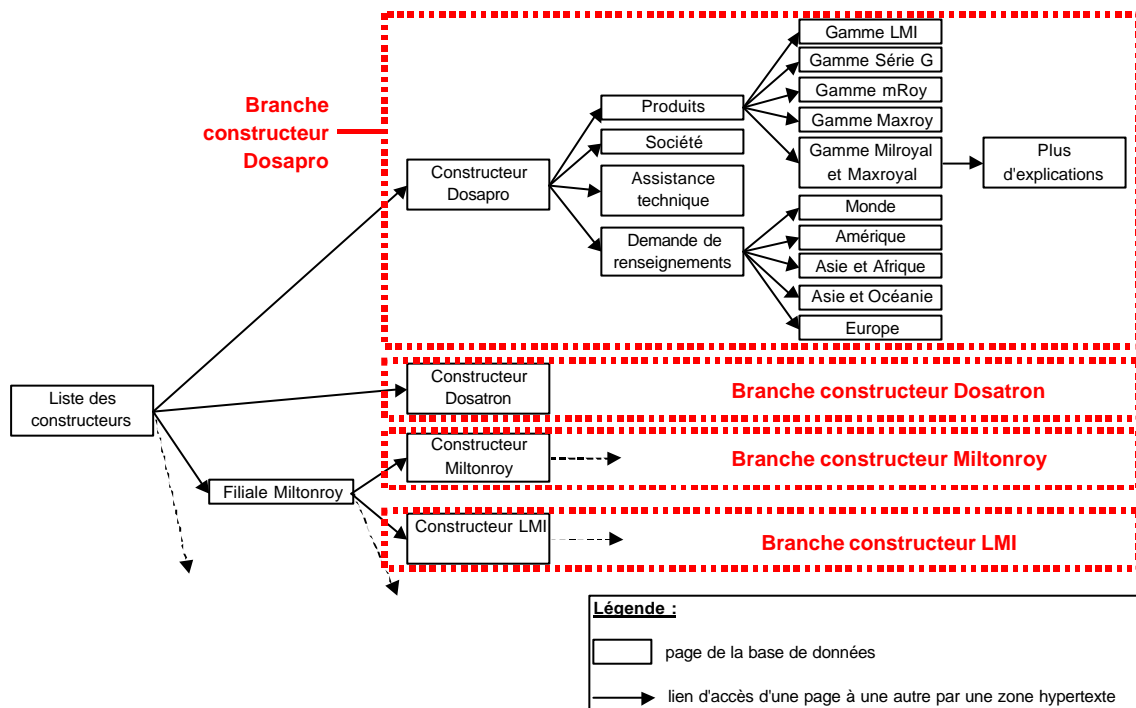 Branche
constructeur
Dosapro
Liste des
constructeurs
Filiale Miltonroy
Constructeur
Dosapro
Produits
Société
Assistance
technique
Demande de
renseignements
Gamme LMI
Gamme Série G
Gamme mRoy
Gamme Maxroy
Gamme Milroyal
et Maxroyal
Plus
d'explications
Monde
Amérique
Asie et Afrique
Asie et Océanie
Europe
Constructeur
Dosatron
Branche constructeur Dosatron
Constructeur
Miltonroy
Branche constructeur Miltonroy
Constructeur LMI
Branche constructeur LMI
Légende :
page de la base de données
lien d'accès d'une page à une autre par une zone hypertexte